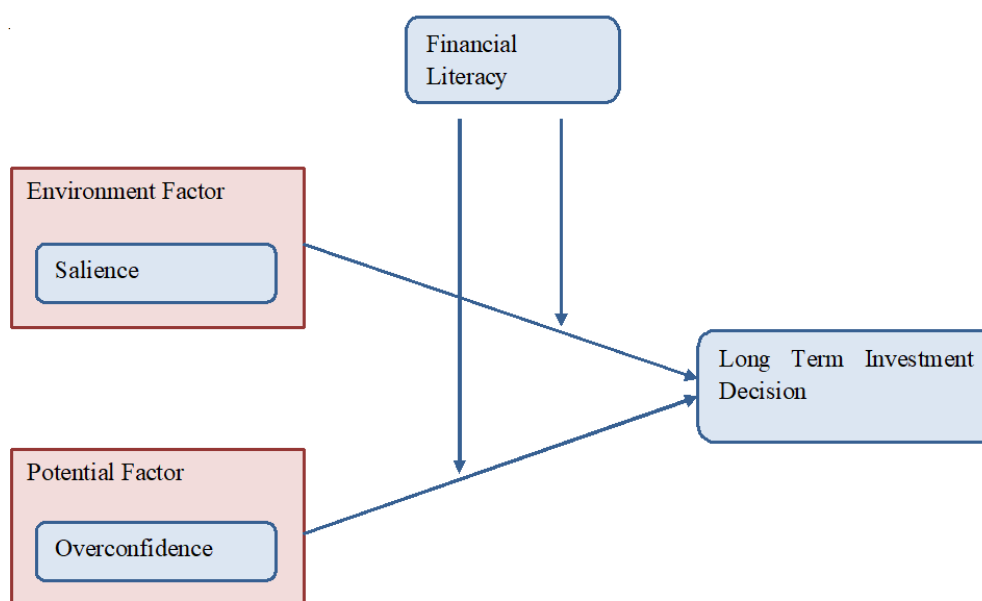 Financial
Literacy
Environment Factor
Salience
Long Term Investment
Decision
Potential Factor
Overconfidence